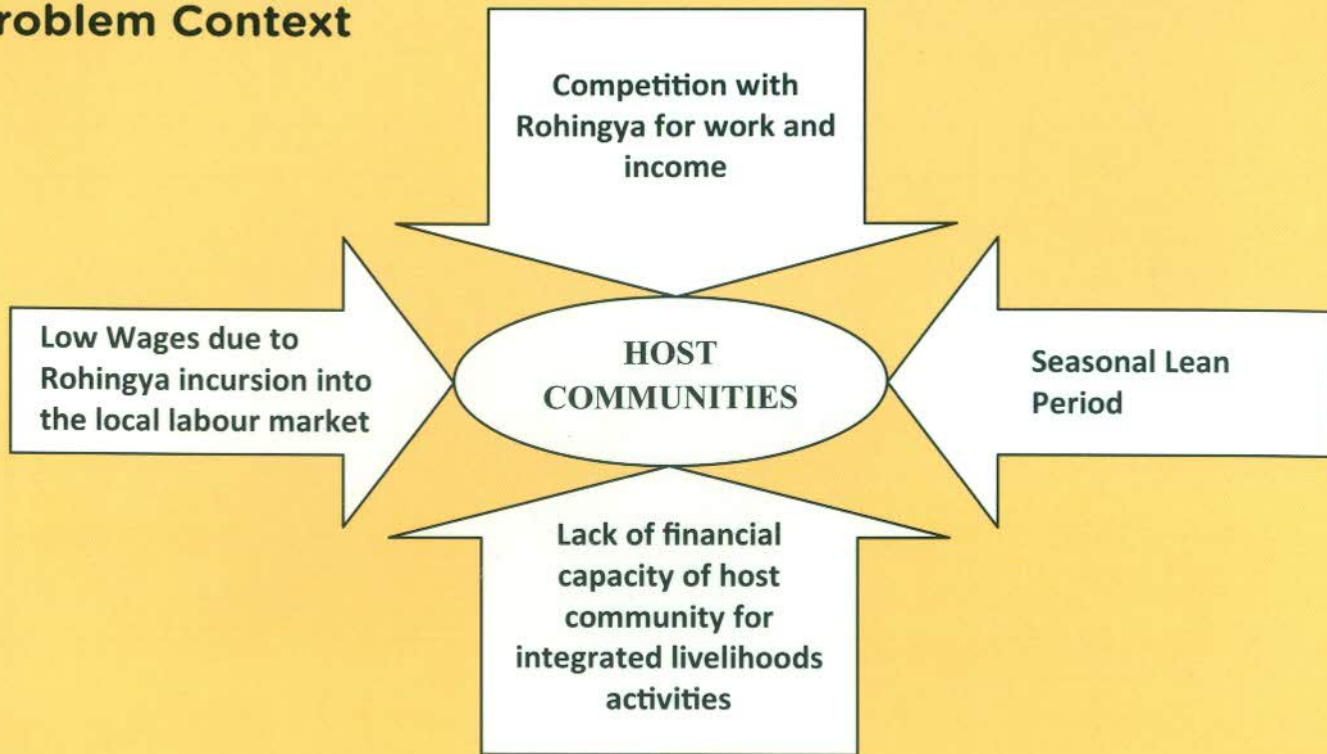 roblem Context
Competition with
Rohingya for work and
income
Low Wages due to
Rohingya incursion into
the local labour market
HOST
COMMUNITIES
Seasonal Lean
Period
Lack of financial
capacity of host
community for
integrated livelihoods
activities